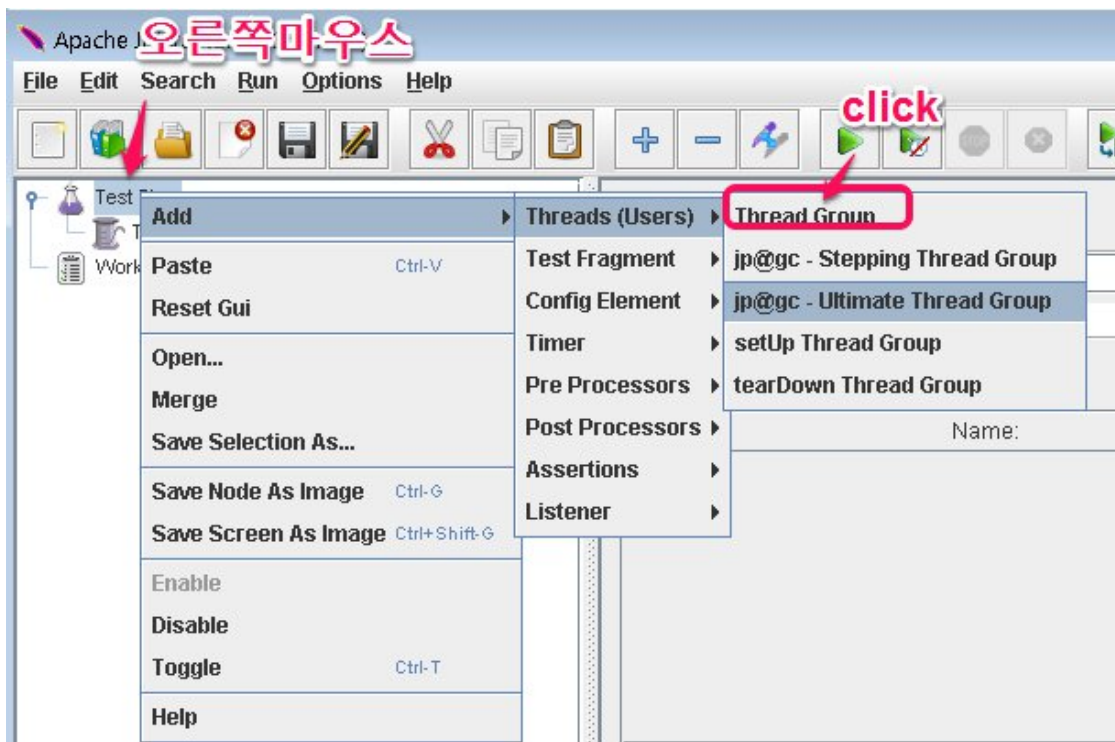 Apache
오른쪽마우스
File Edit Search Run Options Help
click
Test
Work
Add
Paste Ctrl-V
Reset Gui
Open...
Merge
Save Selection As...
Save Node As Image Ctrl-G
Save Screen As Image Ctrl+Shift-G
Enable
Disable
Toggle Ctrl-T
Help
Threads (Users)
Test Fragment
Config Element
Timer
Pre Processors
Post Processors
Assertions
Listener
Thread Group
jp@gc - Stepping Thread Group
jp@gc - Ultimate Thread Group
setUp Thread Group
tearDown Thread Group
Name: